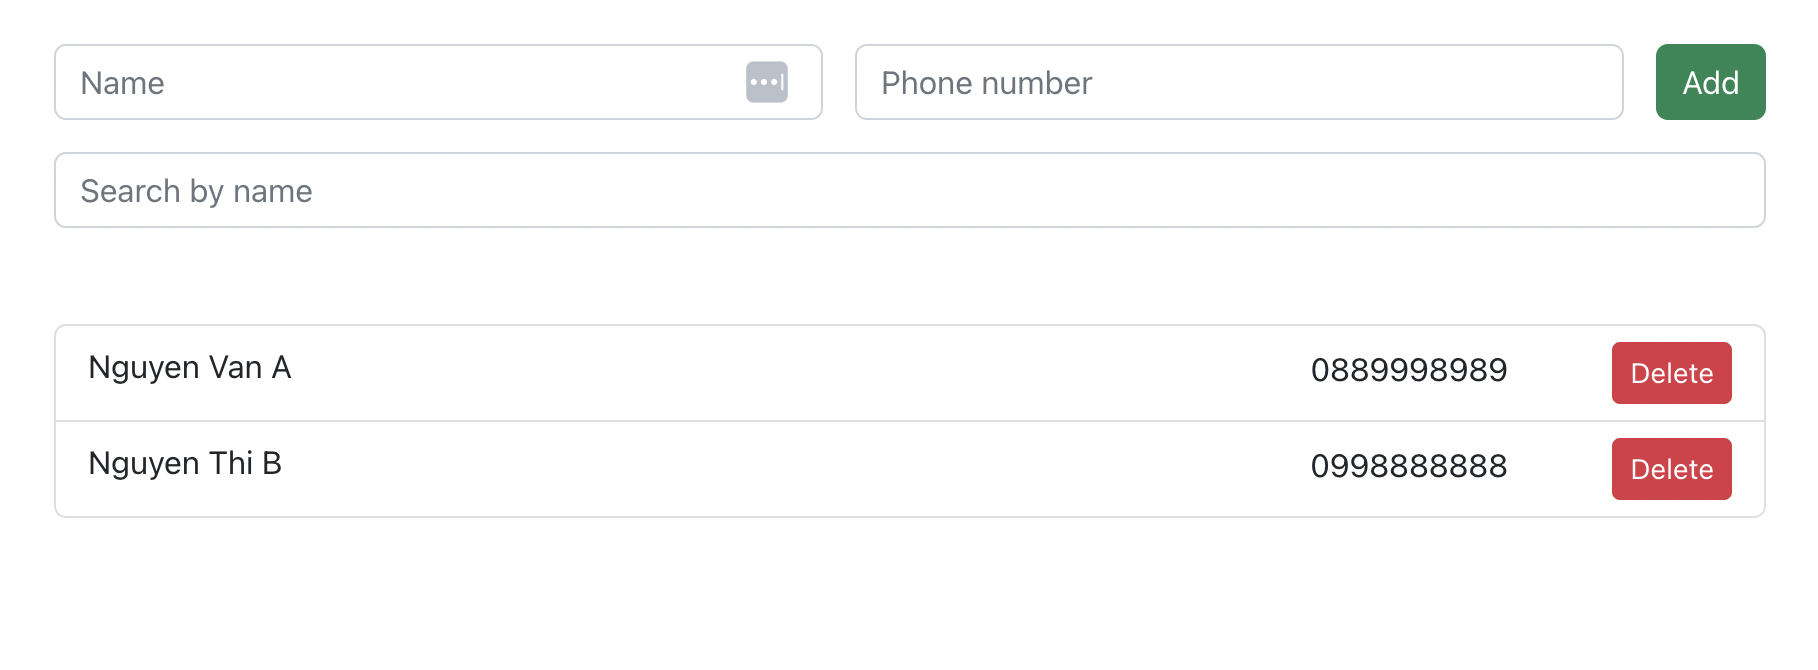 Name
Phone number
Add
Search by name
Nguyen Van A 0889998989 Delete
Nguyen Thi B 0998888888 Delete